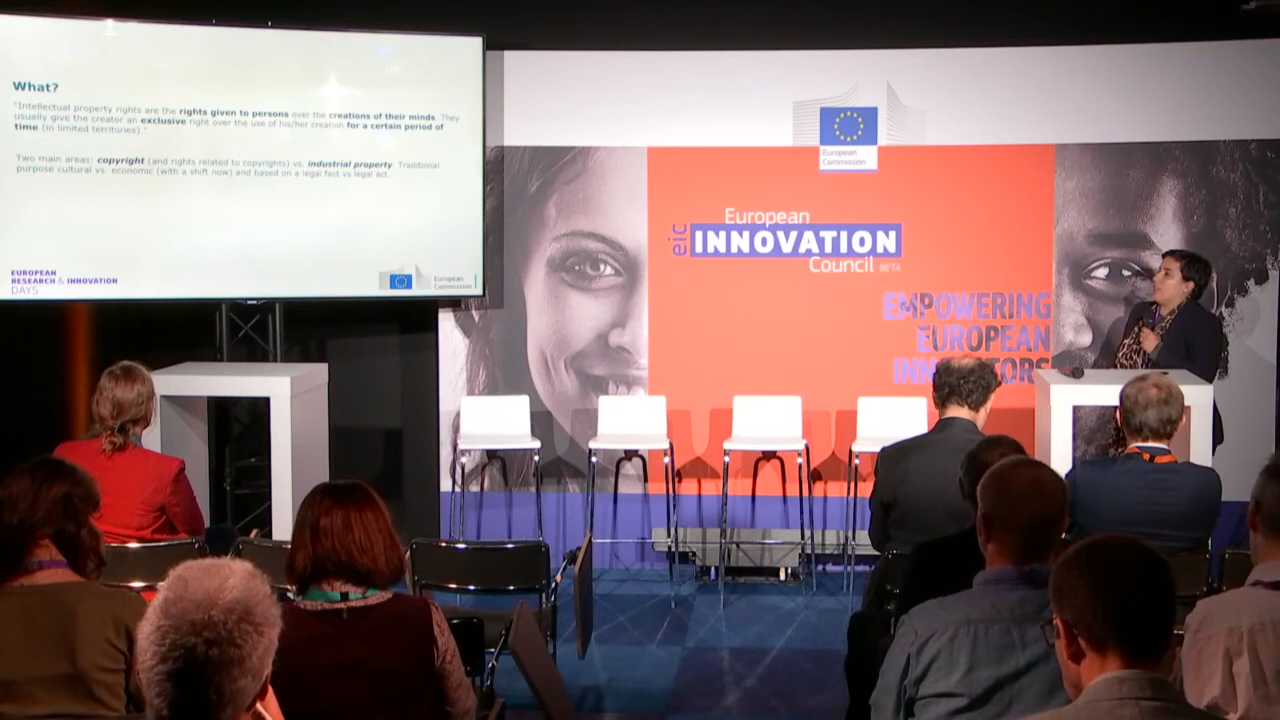 What?
"Intellectual property rights are the rights given to persons over the creations of their minds. They
usually give the creator an exclusive right over the use of his/her creation for a certain period of
time (in limited territories)."
Two main areas: copyright (and rights related to copyrights) vs. industrial property. Traditional
purpose cultural vs. economic (with a shift now) and based on a legal fact vs legal act.
EUROPEAN
RESEARCH & INNOVATION
DAYS
European
Commission
European
Commission
European
eic INNOVATION
Council BETA
EMPOWERING
EUROPEAN